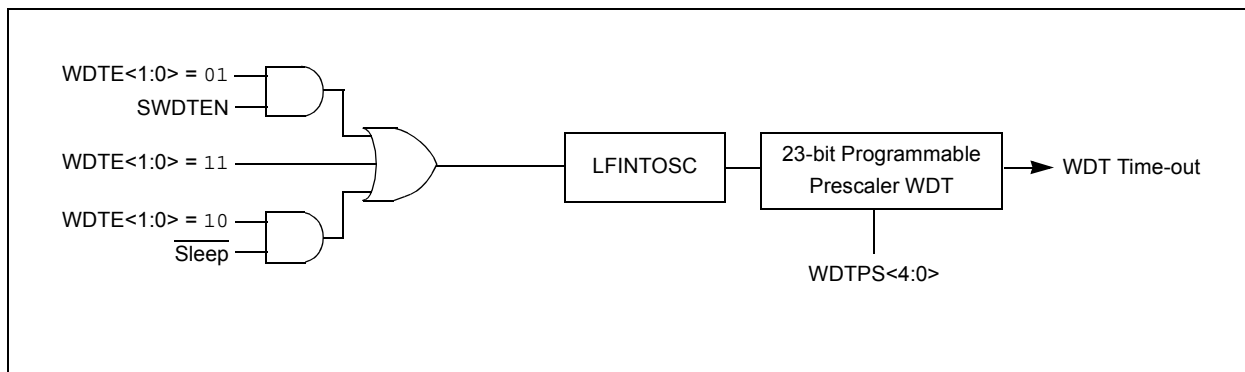 WDTE<1:0> = 01
SWDTEN
WDTE<1:0> = 11
WDTE<1:0> = 10
Sleep
LFINTOSC
23-bit Programmable
Prescaler WDT
WDT Time-out
WDTPS<4:0>